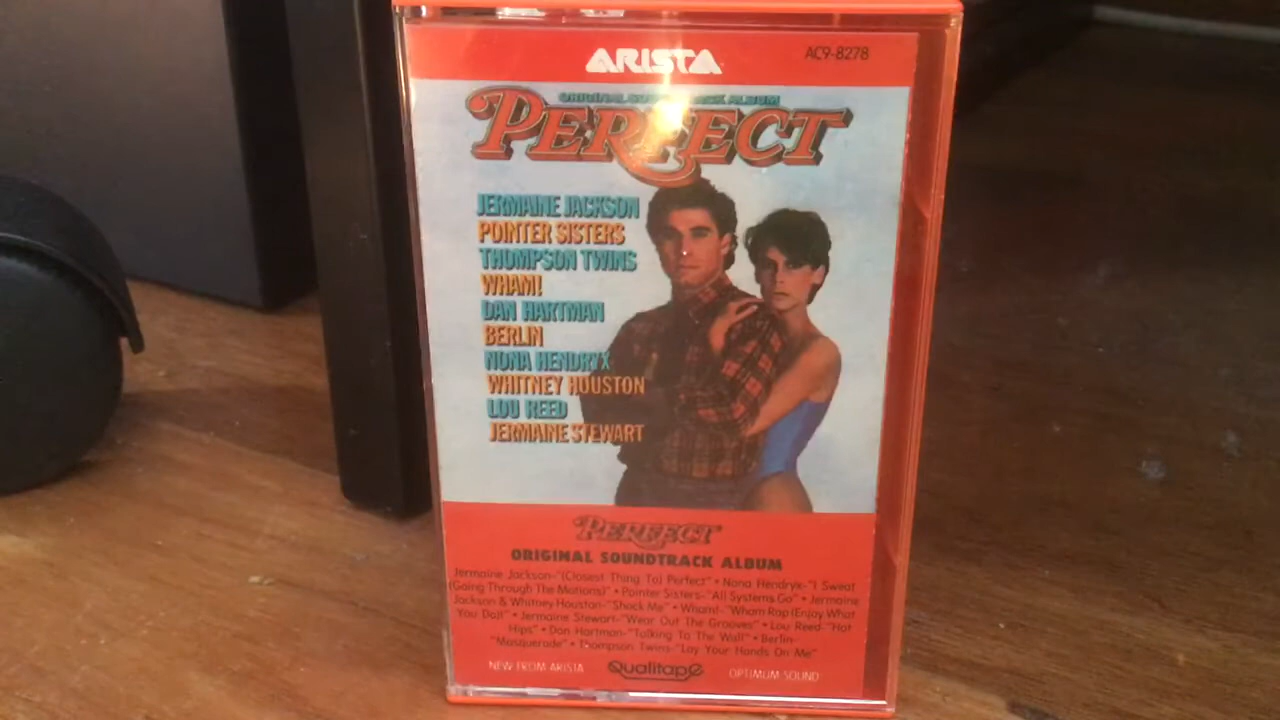 ARISTA
AC9-8278
ORIGINAL SOUNDTRACK ALBUM
PERFECT
JERMAINE JACKSON
POINTER SISTERS
THOMPSON TWINS
WHAM!
DAN HARTMAN
BERLIN
NONA HENDRYX
WHITNEY HOUSTON
LOU REED
JERMAINE STEWART
PERFECT
ORIGINAL SOUNDTRACK ALBUM
Jermaine Jackson-"(Closest Thing To) Perfect" • Nona Hendryx-"I Sweat
(Going Through The Motions)" • Pointer Sisters-"All Systems Go" • Jermaine
Jackson & Whitney Houston-"Shock Me" • Wham!-"Wham Rap (Enjoy What
You Do)" • Jermaine Stewart-"Wear Out The Grooves" • Lou Reed-"Hot
Hips" • Dan Hartman-"Talking To The Wall" • Berlin-
"Masquerade" • Thompson Twins-"Lay Your Hands On Me"
NEW FROM ARISTA
Qualitape
OPTIMUM SOUND